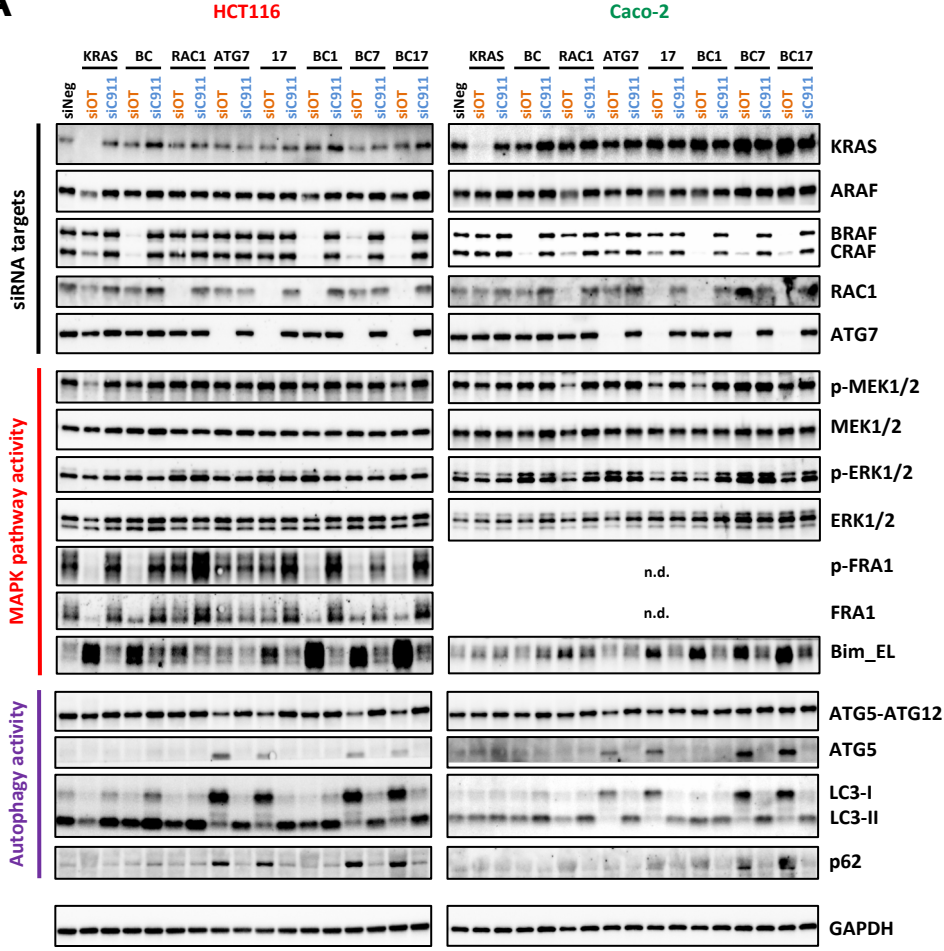 A
HCT116 Caco-2
KRAS BC RAC1 ATG7 17 BC1 BC7 BC17 KRAS BC RAC1 ATG7 17 BC1 BC7 BC17
siNeg siOT siC911 siOT siC911 siOT siC911 siOT siC911 siOT siC911 siOT siC911 siOT siC911 siOT siC911 siNeg siOT siC911 siOT siC911 siOT siC911 siOT siC911 siOT siC911 siOT siC911 siOT siC911 siOT siC911
siRNA targets
KRAS
ARAF
BRAF
CRAF
RAC1
ATG7
MAPK pathway activity
p-MEK1/2
MEK1/2
p-ERK1/2
ERK1/2
n.d. p-FRA1
n.d. FRA1
Bim_EL
Autophagy activity
ATG5-ATG12
ATG5
LC3-I
LC3-II
p62
GAPDH